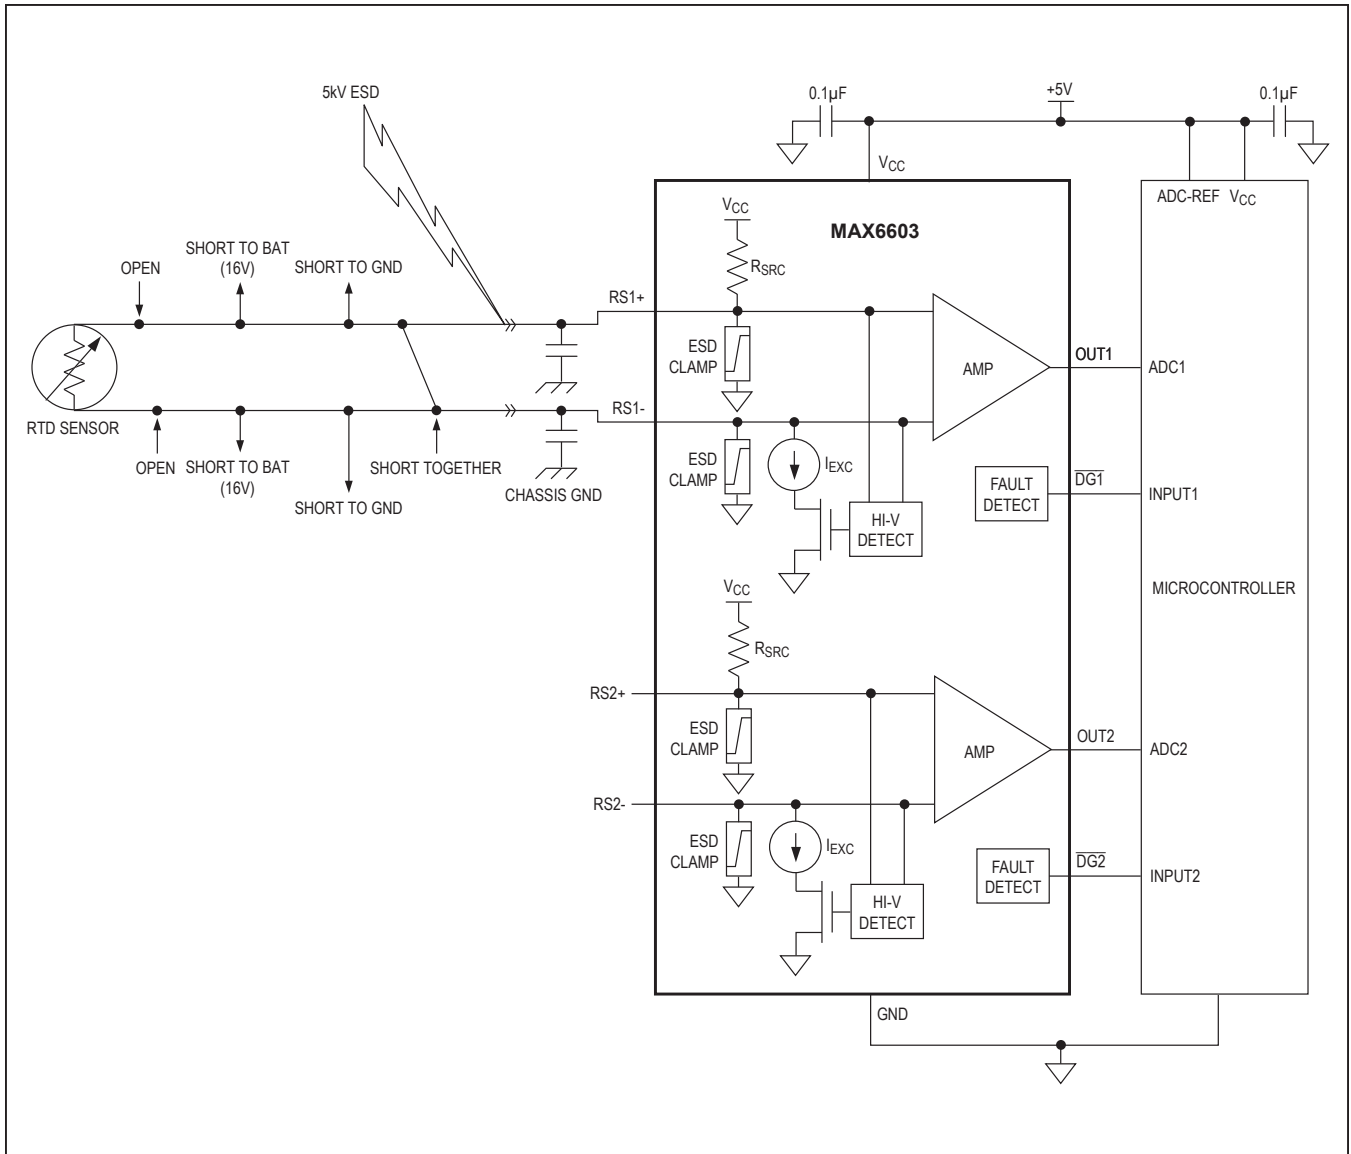 5kV ESD
0.1µF
+5V
0.1µF
VCC
ADC-REF VCC
MAX6603
VCC
RSRC
SHORT TO BAT
(16V)
OPEN
SHORT TO GND
RS1+
ESD
CLAMP
AMP
OUT1
ADC1
RTD SENSOR
RS1-
OPEN
SHORT TO BAT
(16V)
SHORT TOGETHER
SHORT TO GND
CHASSIS GND
ESD
CLAMP
IEXC
HI-V
DETECT
FAULT
DETECT
DG1
INPUT1
MICROCONTROLLER
VCC
RSRC
RS2+
ESD
CLAMP
AMP
OUT2
ADC2
RS2-
ESD
CLAMP
IEXC
HI-V
DETECT
FAULT
DETECT
DG2
INPUT2
GND